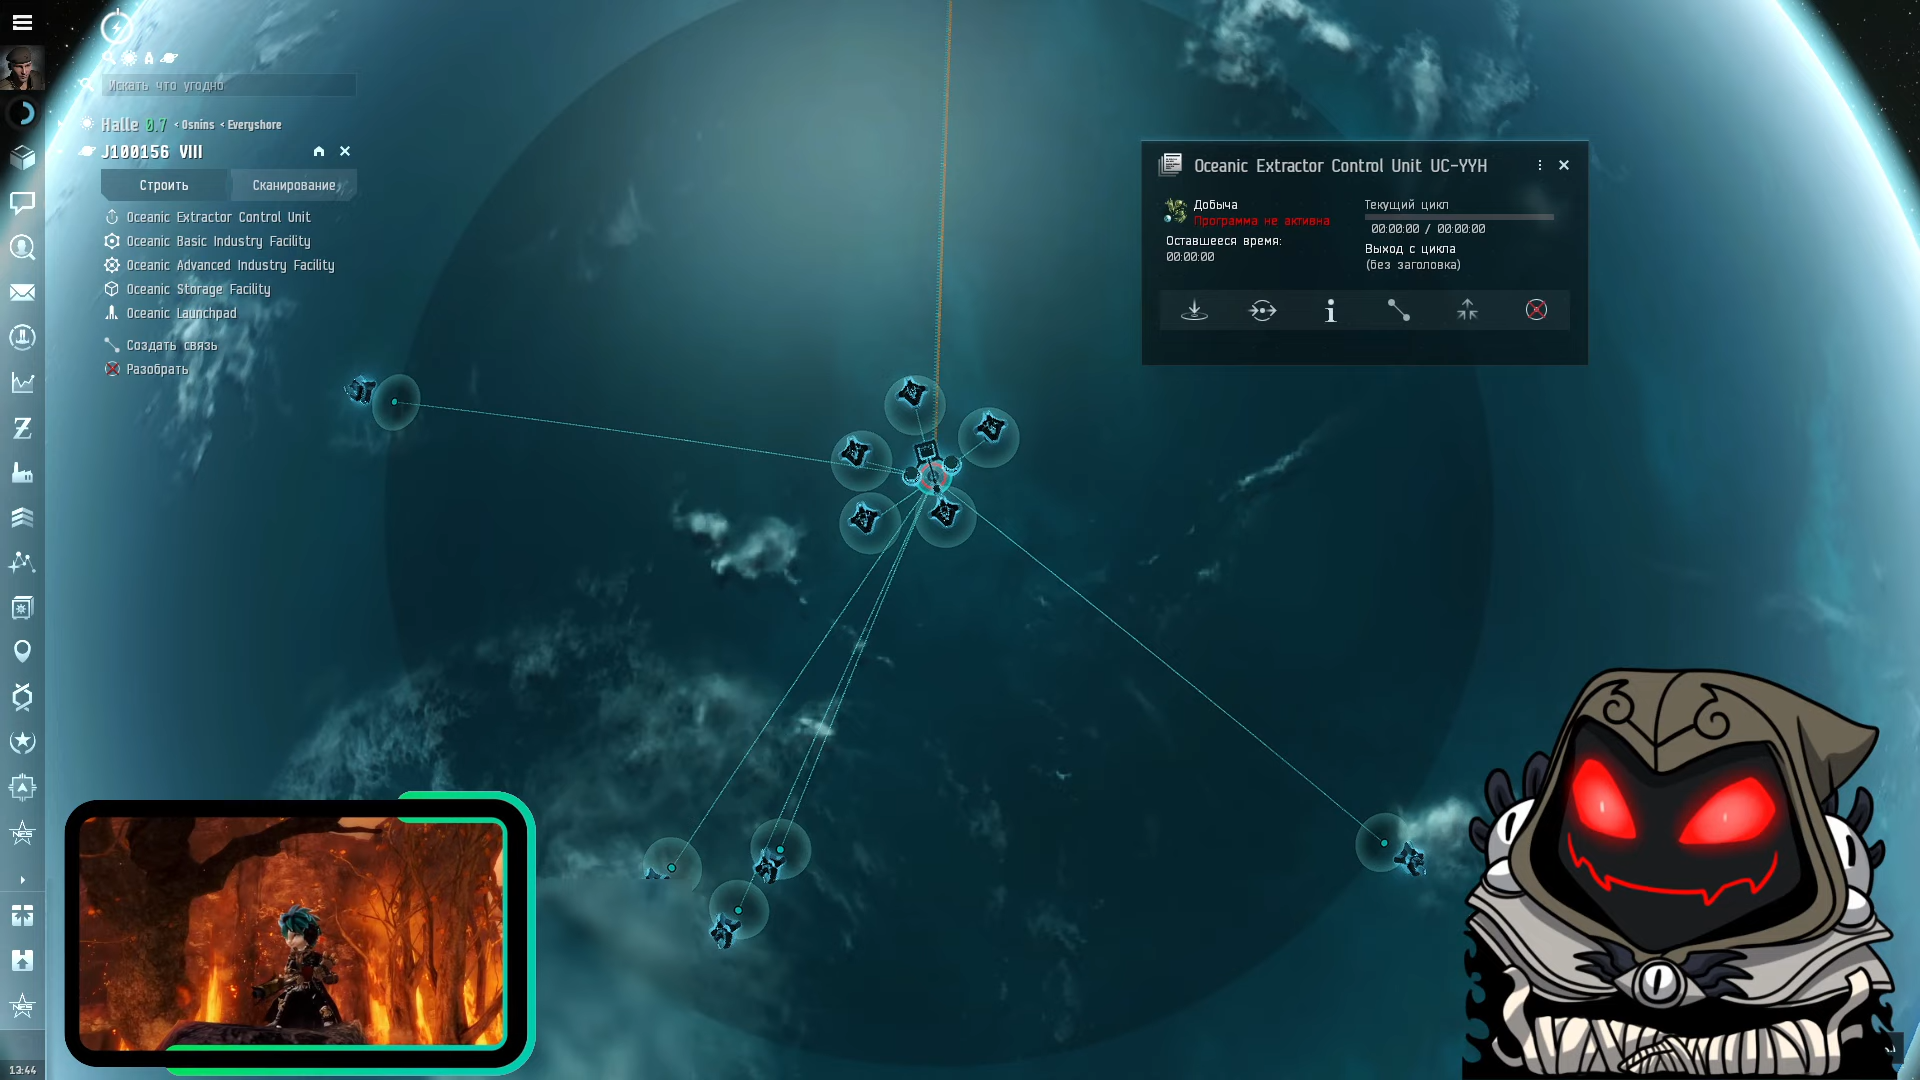 Искать что угодно
Halle 0.7 < Osnins < Everyshore
J100156 VIII
Строить
Сканирование
Oceanic Extractor Control Unit
Oceanic Basic Industry Facility
Oceanic Advanced Industry Facility
Oceanic Storage Facility
Oceanic Launchpad
Создать связь
Разобрать
Oceanic Extractor Control Unit UC-YYH
Добыча
Программа не активна
Оставшееся время:
00:00:00
Текущий цикл
00:00:00 / 00:00:00
Выход с цикла
(без заголовка)
NES
NES
13:44